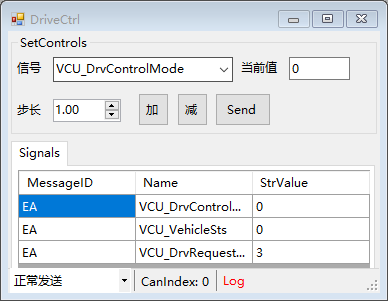 DriveCtrl
SetControls
信号 VCU_DrvControlMode 当前值 0
步长 1.00 加 减 Send
Signals
MessageID Name StrValue
EA VCU_DrvControl... 0
EA VCU_VehicleSts 0
EA VCU_DrvRequest... 3
正常发送 CanIndex: 0 Log